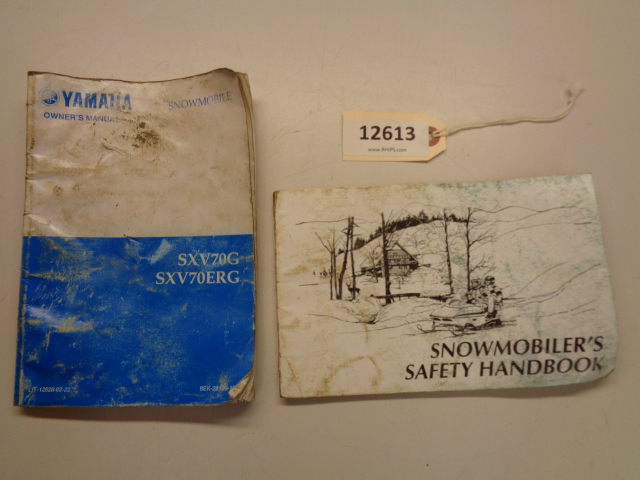 YAMAHA
OWNER'S MANUAL
SNOWMOBILE
SXV70G
SXV70ERG
12613
SNOWMOBILER'S
SAFETY HANDBOOK